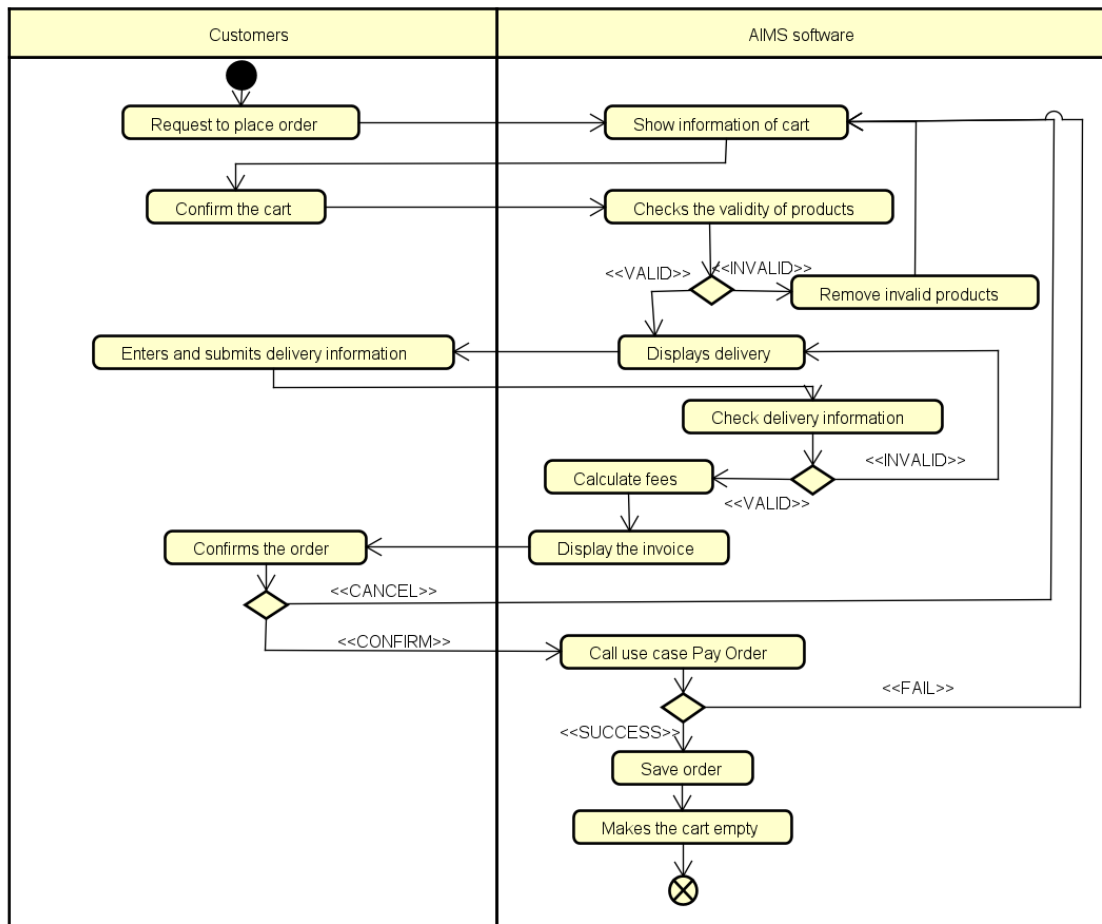 Customers
AIMS software
Request to place order
Show information of cart
Confirm the cart
Checks the validity of products
<<VALID>>
<<INVALID>>
Remove invalid products
Enters and submits delivery information
Displays delivery
Check delivery information
<<INVALID>>
Calculate fees
<<VALID>>
Confirms the order
Display the invoice
<<CANCEL>>
<<CONFIRM>>
Call use case Pay Order
<<FAIL>>
<<SUCCESS>>
Save order
Makes the cart empty